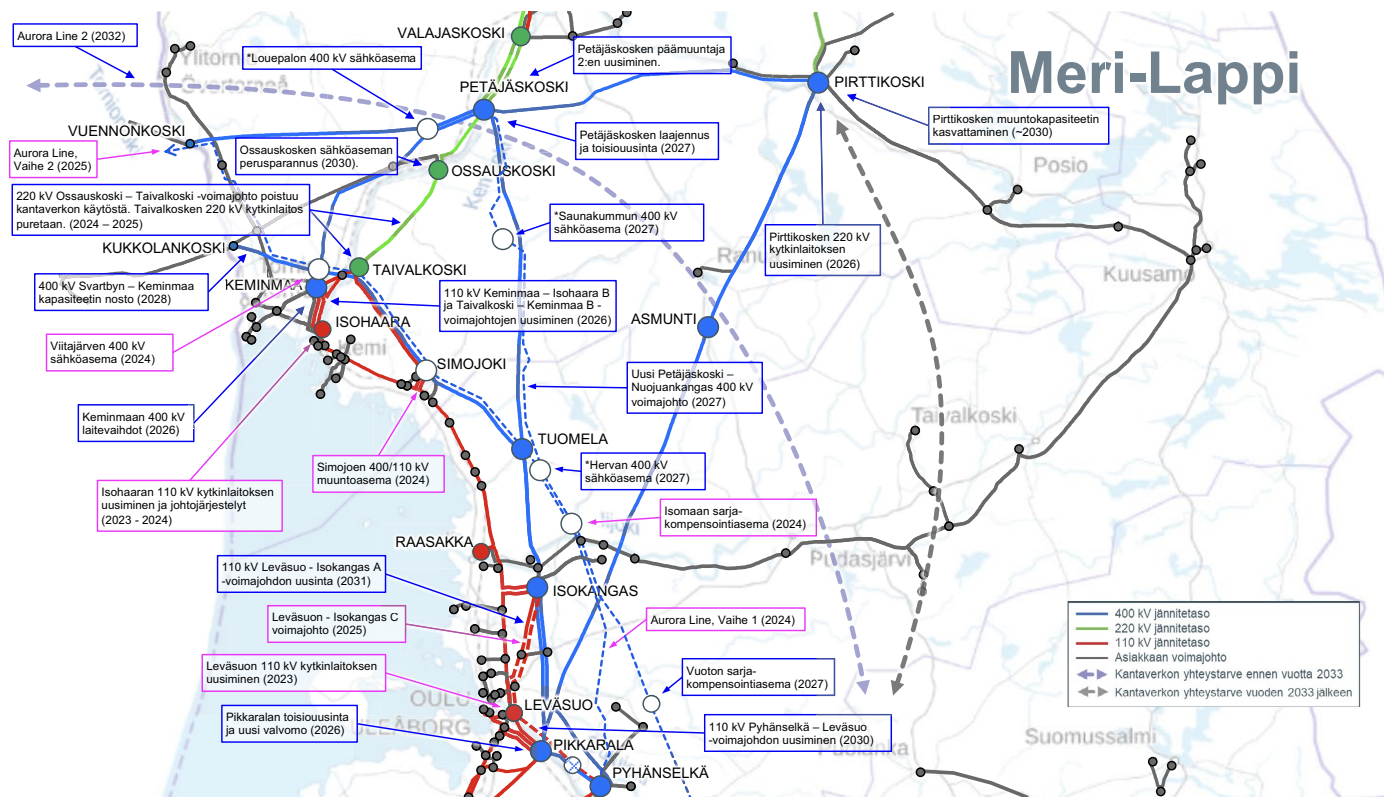 Meri-Lappi
Aurora Line 2 (2032)
Ylitorn
Övertorneå
*Louepalon 400 kV sähköasema
VALAJASKOSKI
Petäjäskosken päämuuntaja
2:en uusiminen.
PETÄJÄSKOSKI
PIRTTIKOSKI
Pirttikosken muuntokapasiteetin
kasvattaminen (~2030)
VUENNONKOSKI
Petäjäskosken laajennus
ja toisiouusinta
(2027)
Aurora Line,
Vaihe 2 (2025)
Ossauskosken sähköaseman
perusparannus (2030).
OSSAUSKOSKI
Posio
220 kV Ossauskoski – Taivalkoski -voimajohto poistuu
kantaverkon käytöstä. Taivalkosken 220 kV kytkinlaitos
puretaan. (2024 – 2025)
*Saunakummun 400 kV
sähköasema (2027)
Pirttikosken 220 kV
kytkinlaitoksen
uusiminen (2026)
KUKKOLANKOSKI
Ranua
Kuusamo
TAIVALKOSKI
400 kV Svartbyn – Keminmaa
kapasiteetin nosto (2028)
KEMINMAA
110 kV Keminmaa – Isohaara B
ja Taivalkoski – Keminmaa B -
voimajohtojen uusiminen (2026)
ASMUNTI
ISOHAARA
Kemi
Viitajärven 400 kV
sähköasema (2024)
SIMOJOKI
Uusi Petäjäskoski –
Nuojuankangas 400 kV
voimajohto (2027)
Keminmaan 400 kV
laitevaihdot (2026)
Taivalkoski
TUOMELA
Simojoen 400/110 kV
muuntoasema (2024)
*Hervan 400 kV
sähköasema (2027)
Isohaaran 110 kV kytkinlaitoksen
uusiminen ja johtojärjestelyt
(2023 - 2024)
Isomaan sarja-
kompensointiasema (2024)
Iijoki
RAASAKKA
Pudasjärvi
110 kV Leväsuo - Isokangas A
-voimajohdon uusinta (2031)
ISOKANGAS
Leväsuon - Isokangas C
voimajohto (2025)
Aurora Line, Vaihe 1 (2024)
400 kV jännitetaso
220 kV jännitetaso
110 kV jännitetaso
Asiakkaan voimajohto
Kantaverkon yhteystarve ennen vuotta 2033
Kantaverkon yhteystarve vuoden 2033 jälkeen
Leväsuon 110 kV kytkinlaitoksen
uusiminen (2023)
Vuoton sarja-
kompensointiasema (2027)
OULU
ULEÅBORG
LEVÄSUO
Pikkaralan toisiouusinta
ja uusi valvomo (2026)
110 kV Pyhänselkä – Leväsuo
-voimajohdon uusiminen (2030)
Puolanka
Suomussalmi
PIKKARALA
PYHÄNSELKÄ